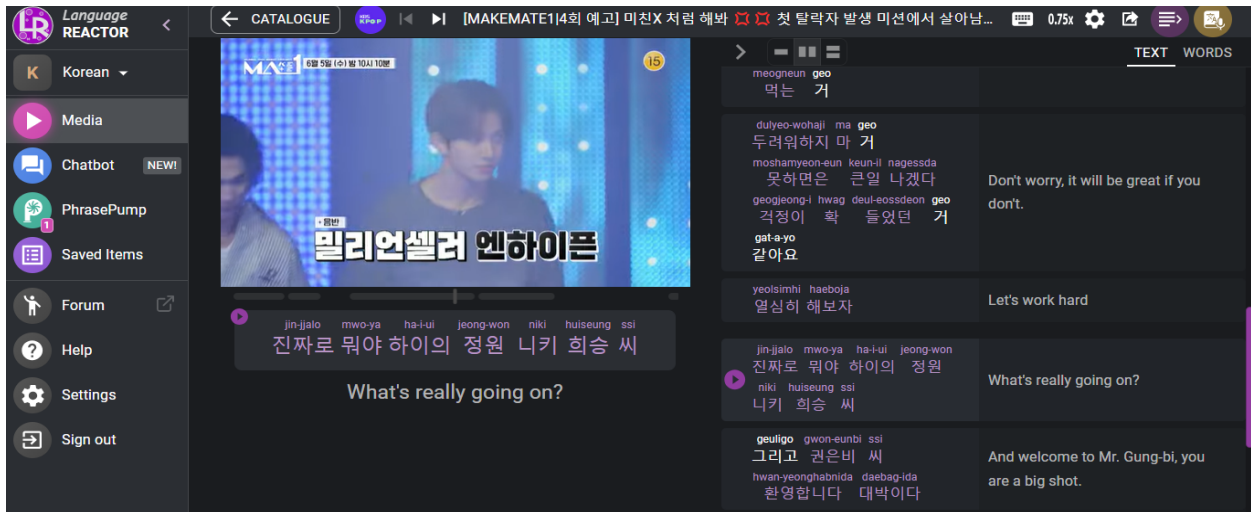 Language
REACTOR
CATALOGUE
[MAKEMATE1|4회 예고] 미친X 처럼 해봐 💢 💢 첫 탈락자 발생 미션에서 살아남...
0.75x
K
Korean
Media
Chatbot
NEW!
PhrasePump
1
Saved Items
Forum
Help
Settings
Sign out
MA메이트1
6월 5일 (수) 밤 10시 10분
15
음반
밀리언셀러 엔하이픈
jin-jjalo mwo-ya ha-i-ui jeong-won niki huiseung ssi
진짜로 뭐야 하이의 정원 니키 희승 씨
What's really going on?
TEXT
WORDS
meogneun geo
먹는 거
dulyeo-wohaji ma geo
두려워하지 마 거
moshamyeon-eun keun-il nagessda
못하면은 큰일 나겠다
geogjeong-i hwag deul-eossdeon geo
걱정이 확 들었던 거
gat-a-yo
같아요
Don't worry, it will be great if you
don't.
yeolsimhi haeboja
열심히 해보자
Let's work hard
jin-jjalo mwo-ya ha-i-ui jeong-won
진짜로 뭐야 하이의 정원
niki huiseung ssi
니키 희승 씨
What's really going on?
geuligo gwon-eunbi ssi
그리고 권은비 씨
hwan-yeonghabnida daebag-ida
환영합니다 대박이다
And welcome to Mr. Gung-bi, you
are a big shot.